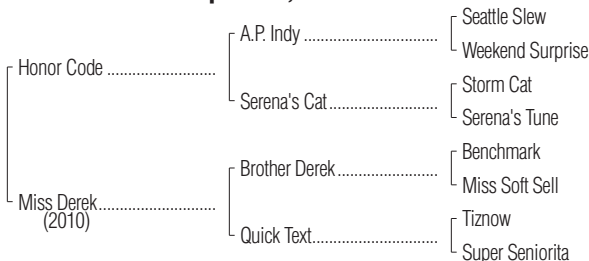 Seattle Slew
A.P. Indy ..................................
Weekend Surprise
Honor Code ...........................
Storm Cat
Serena's Cat...........................
Serena's Tune
Benchmark
Brother Derek.........................
Miss Soft Sell
Miss Derek.............................
(2010)
Tiznow
Quick Text...............................
Super Seniorita